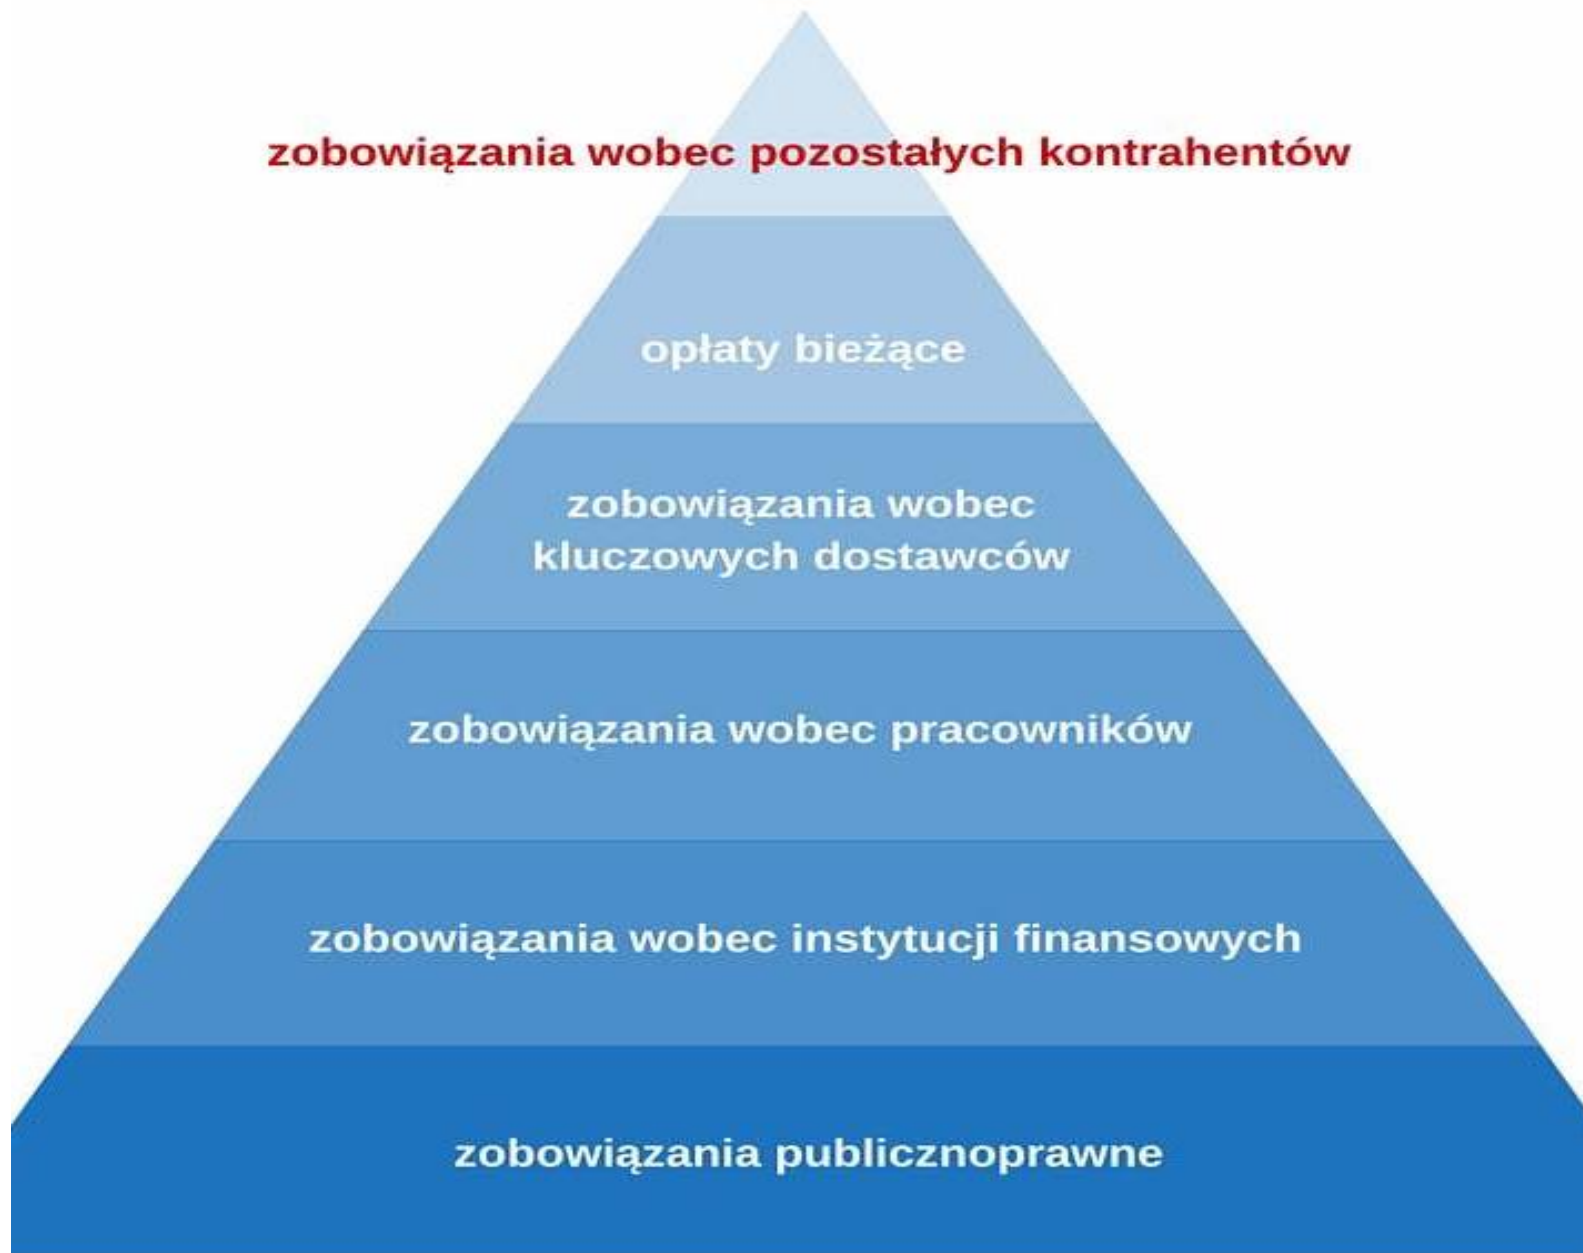 zobowiązania wobec pozostałych kontrahentów
opłaty bieżące
zobowiązania wobec
kluczowych dostawców
zobowiązania wobec pracowników
zobowiązania wobec instytucji finansowych
zobowiązania publicznoprawne